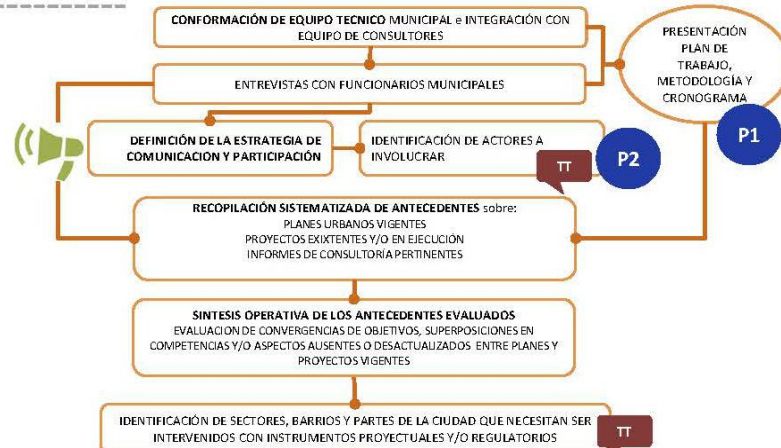 CONFORMACIÓN DE EQUIPO TECNICO MUNICIPAL e INTEGRACIÓN CON
EQUIPO DE CONSULTORES
PRESENTACIÓN
PLAN DE
TRABAJO,
METODOLOGÍA Y
CRONOGRAMA
P1
ENTREVISTAS CON FUNCIONARIOS MUNICIPALES
DEFINICIÓN DE LA ESTRATEGIA DE
COMUNICACION Y PARTICIPACIÓN
IDENTIFICACIÓN DE ACTORES A
INVOLUCRAR
TT
P2
RECOPILACIÓN SISTEMATIZADA DE ANTECEDENTES sobre:
PLANES URBANOS VIGENTES
PROYECTOS EXIXTENTES Y/O EN EJECUCIÓN
INFORMES DE CONSULTORÍA PERTINENTES
SINTESIS OPERATIVA DE LOS ANTECEDENTES EVALUADOS
EVALUACION DE CONVERGENCIAS DE OBJETIVOS, SUPERPOSICIONES EN
COMPETENCIAS Y/O ASPECTOS AUSENTES O DESACTUALIZADOS ENTRE PLANES Y
PROYECTOS VIGENTES
IDENTIFICACIÓN DE SECTORES, BARRIOS Y PARTES DE LA CIUDAD QUE NECESITAN SER
INTERVENIDOS CON INSTRUMENTOS PROYECTUALES Y/O REGULATORIOS
TT